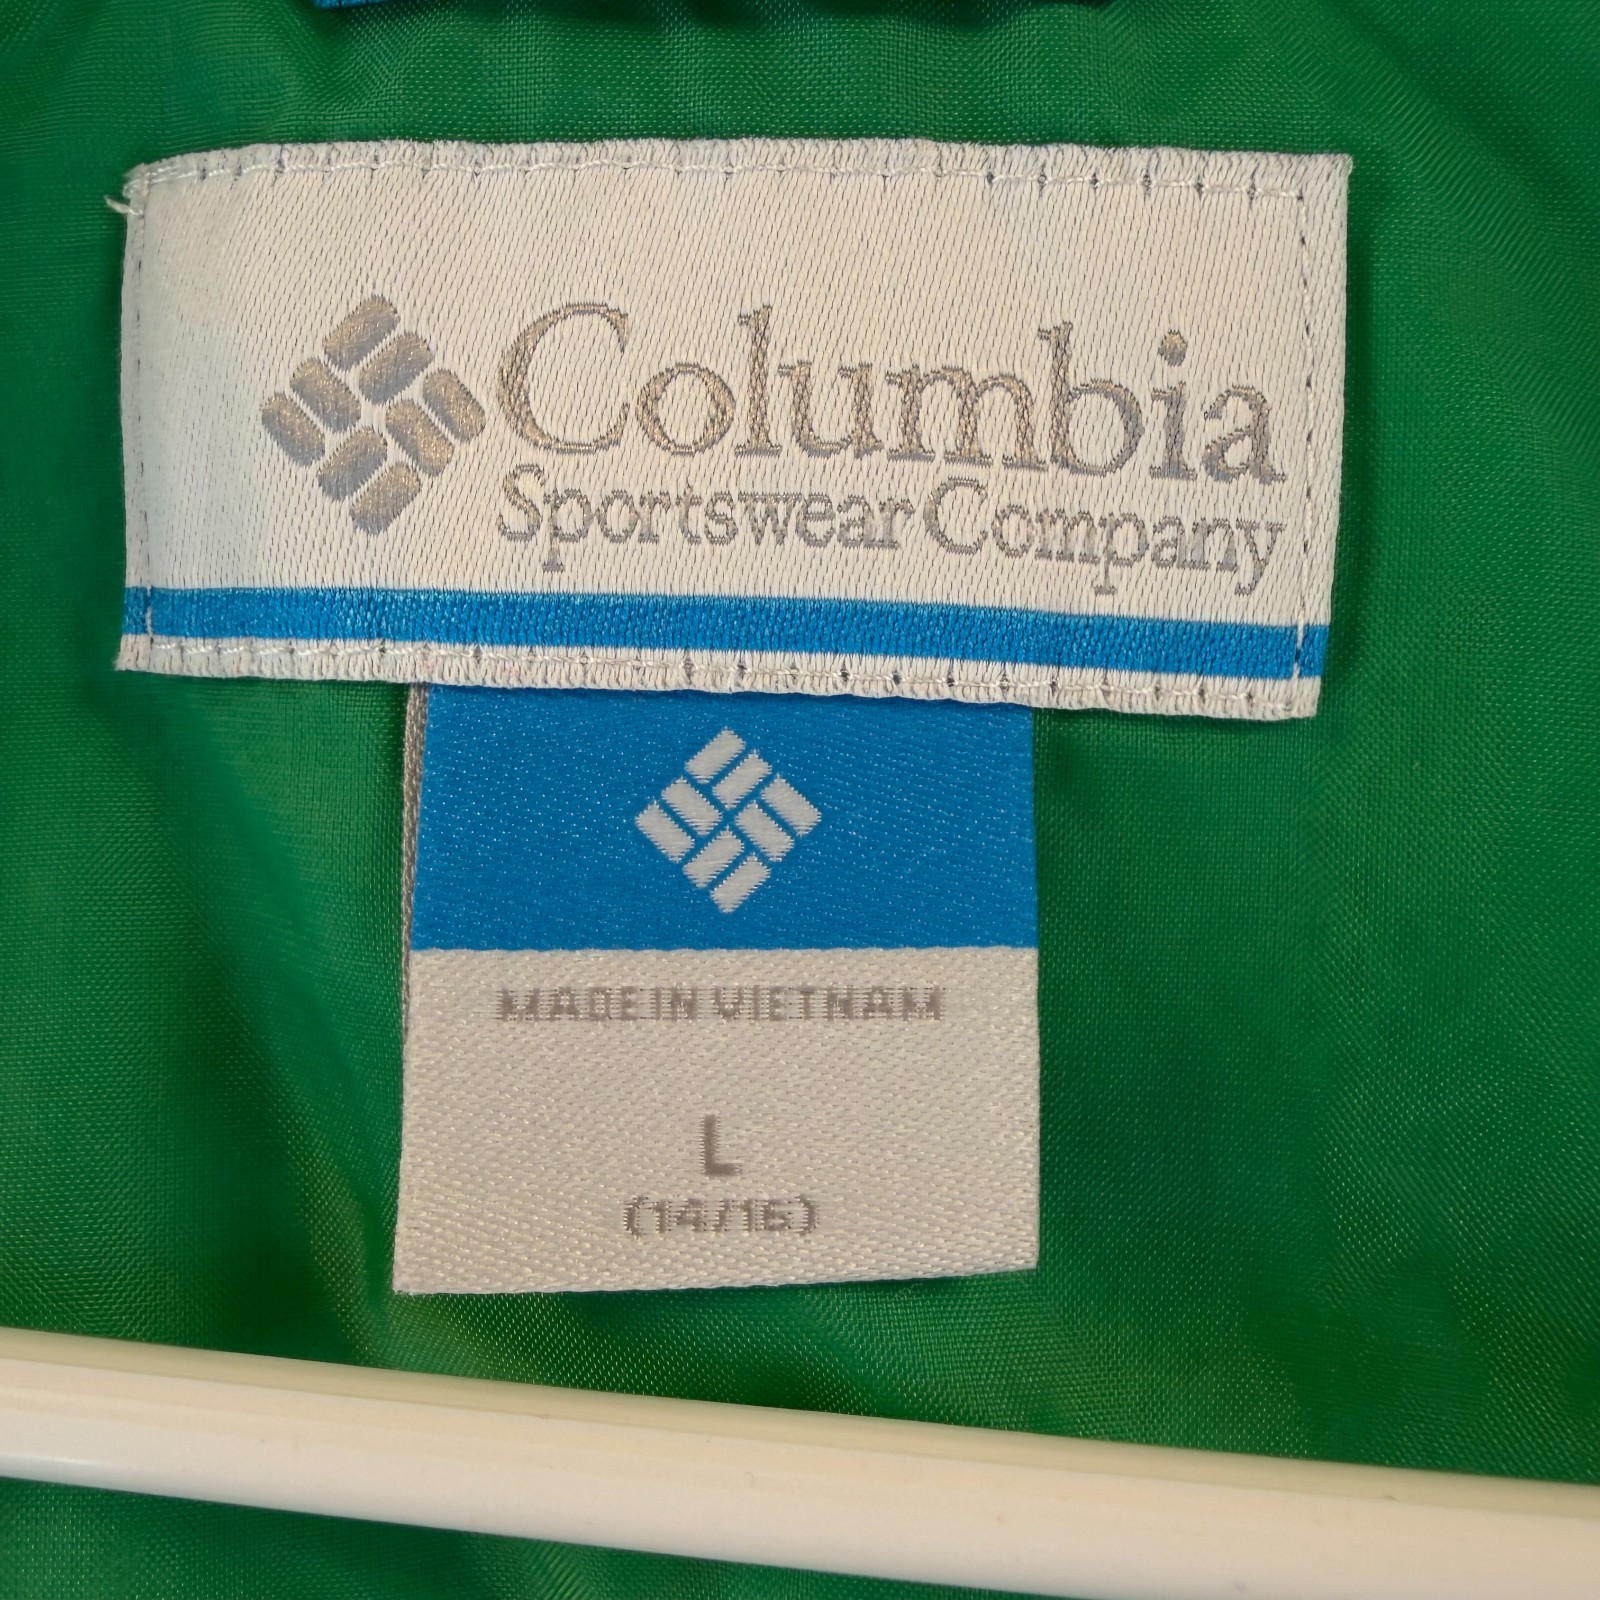 Columbia
Sportswear Company
MADE IN VIETNAM
L
(14/16)